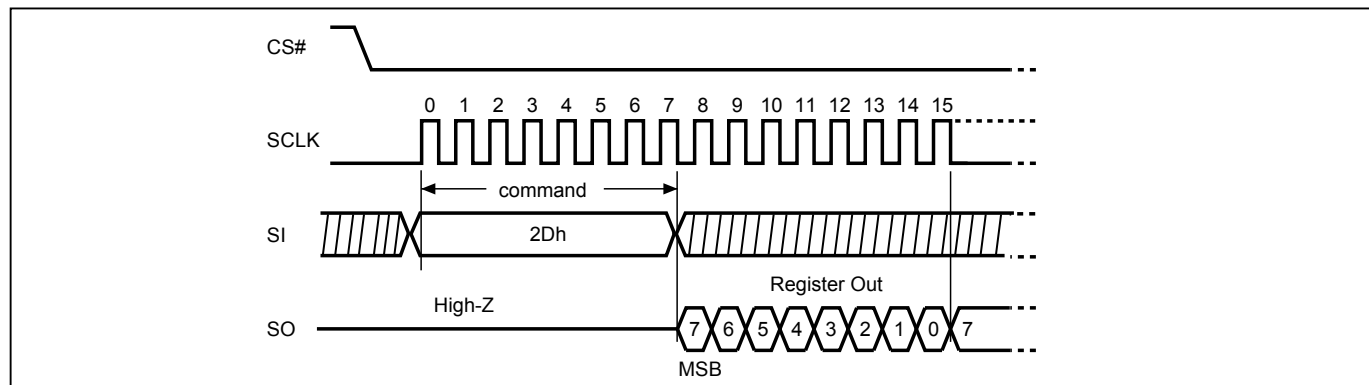 CS#
0 1 2 3 4 5 6 7 8 9 10 11 12 13 14 15
SCLK
command
SI
2Dh
Register Out
High-Z
SO
7 6 5 4 3 2 1 0 7
MSB